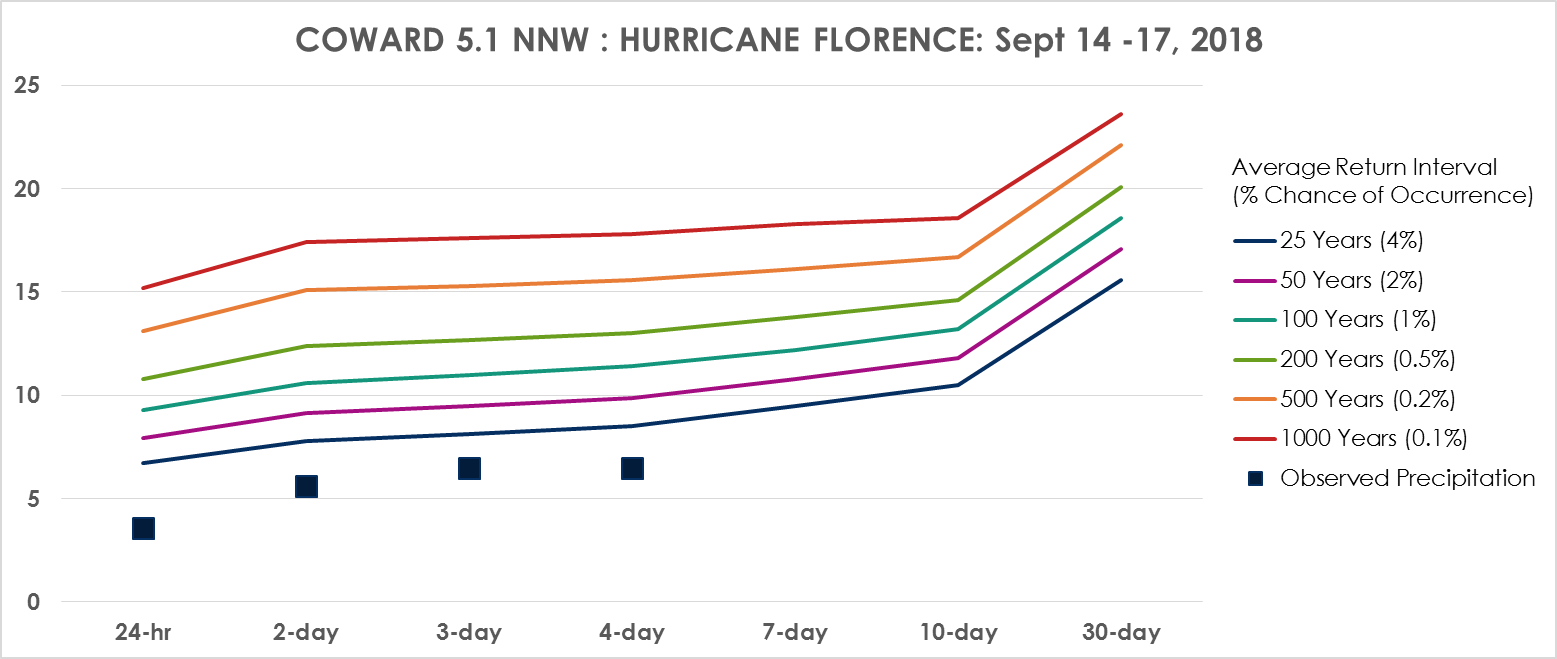 COWARD 5.1 NNW : HURRICANE FLORENCE: Sept 14 -17, 2018
25
20
15
10
5
0
24-hr
2-day
3-day
4-day
7-day
10-day
30-day
Average Return Interval
(% Chance of Occurrence)
25 Years (4%)
50 Years (2%)
100 Years (1%)
200 Years (0.5%)
500 Years (0.2%)
1000 Years (0.1%)
Observed Precipitation